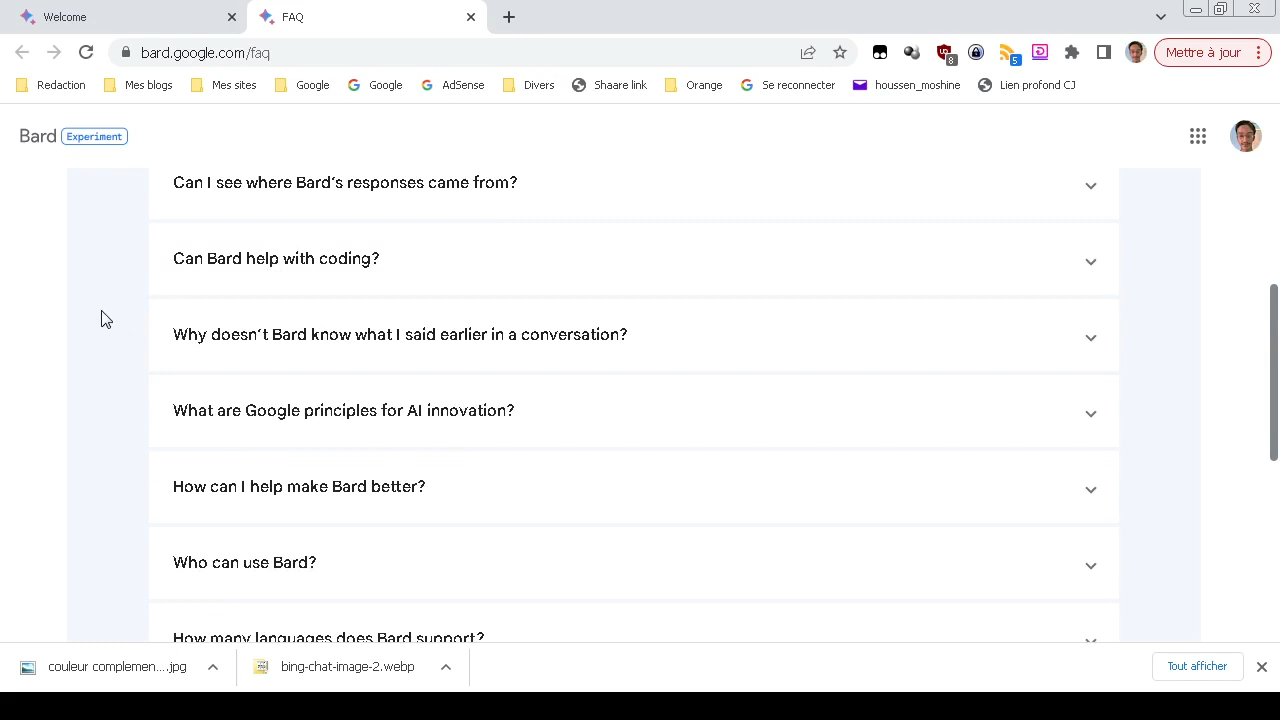 Welcome
FAQ
bard.google.com/faq
8
5
Mettre à jour
Redaction
Mes blogs
Mes sites
Google
Google
AdSense
Divers
Shaare link
Orange
Se reconnecter
houssen_moshine
Lien profond CJ
Bard Experiment
Can I see where Bard's responses came from?
Can Bard help with coding?
Why doesn't Bard know what I said earlier in a conversation?
What are Google principles for AI innovation?
How can I help make Bard better?
Who can use Bard?
How many languages does Bard support?
couleur complemen....jpg
bing-chat-image-2.webp
Tout afficher